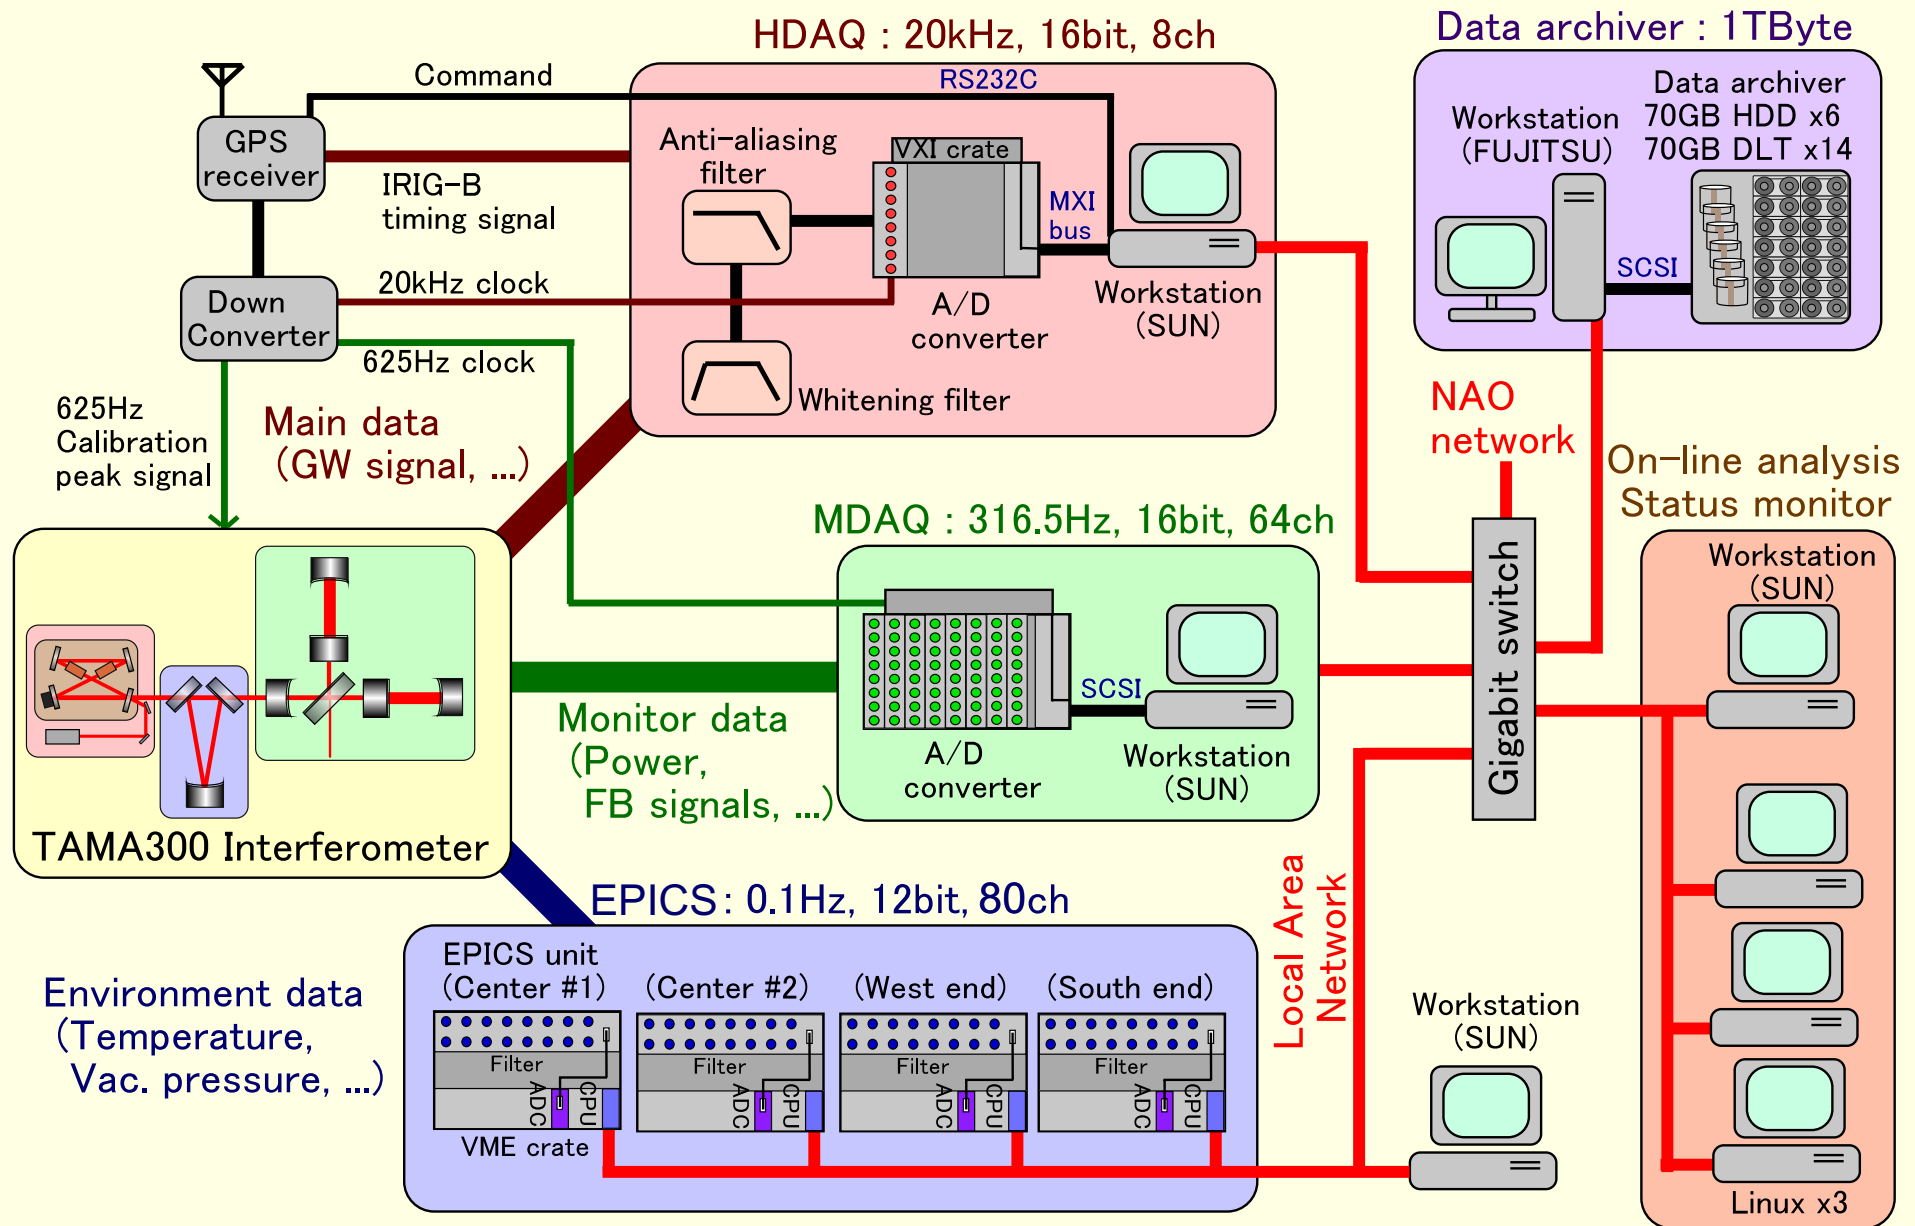 HDAQ : 20kHz, 16bit, 8ch
Data archiver : 1TByte
Command
RS232C
GPS
receiver
IRIG-B
timing signal
Anti-aliasing
filter
VXI crate
MXI
bus
Workstation
(SUN)
A/D
converter
Whitening filter
Workstation
(FUJITSU)
Data archiver
70GB HDD x6
70GB DLT x14
SCSI
Down
Converter
20kHz clock
625Hz clock
625Hz
Calibration
peak signal
Main data
(GW signal, ...)
NAO
network
On-line analysis
Status monitor
MDAQ : 316.5Hz, 16bit, 64ch
Gigabit switch
Workstation
(SUN)
SCSI
A/D
converter
Workstation
(SUN)
Monitor data
(Power,
FB signals, ...)
TAMA300 Interferometer
EPICS : 0.1Hz, 12bit, 80ch
Local Area
Network
Environment data
(Temperature,
Vac. pressure, ...)
EPICS unit
(Center #1)
(Center #2)
(West end)
(South end)
Filter
Filter
Filter
Filter
ADC
CPU
ADC
CPU
ADC
CPU
ADC
CPU
VME crate
Workstation
(SUN)
Linux x3